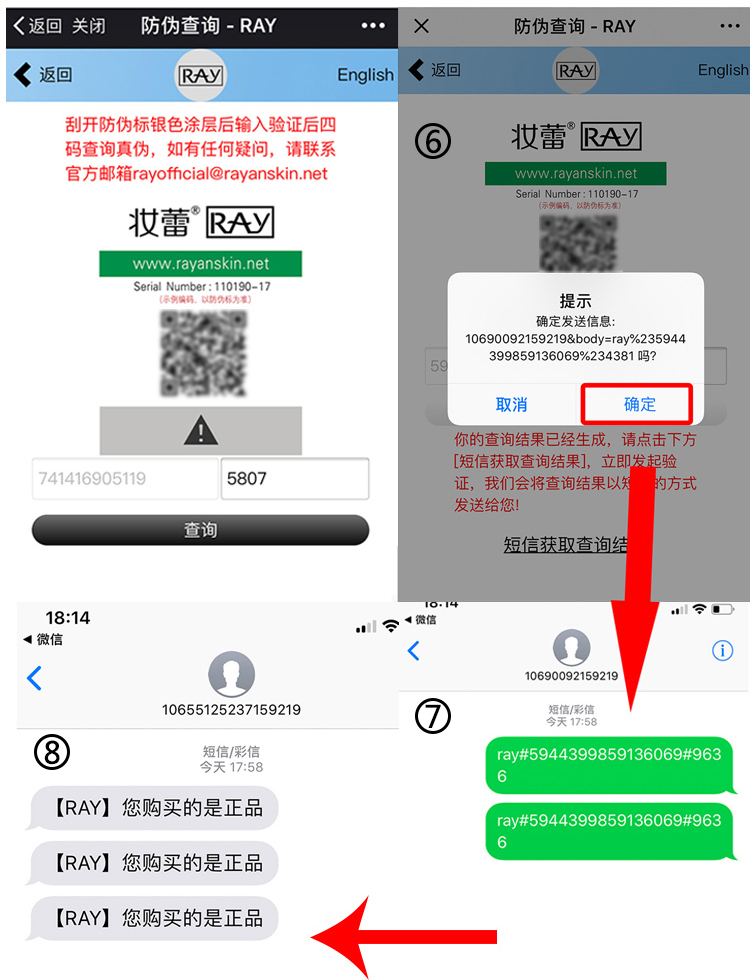 返回 关闭 防伪查询 - RAY
返回 RAY English
刮开防伪标银色涂层后输入验证后四
码查询真伪，如有任何疑问，请联系
官方邮箱rayofficial@rayanskin.net
妆蕾® RAY
www.rayanskin.net
Serial Number : 110190-17
(示例编码，以防伪标为准)
741416905119 5807
查询
防伪查询 - RAY
返回 RAY English
⑥
妆蕾® RAY
www.rayanskin.net
Serial Number : 110190-17
(示例编码，以防伪标为准)
提示
确定发送信息:
10690092159219&body=ray%235944
399859136069%234381 吗?
59
取消 确定
你的查询结果已经生成，请点击下方
[短信获取查询结果]，立即发起验
证，我们会将查询结果以短 的方式
发送给您!
短信获取查询结
18:14
微信
10690092159219
⑦
短信/彩信
今天 17:58
ray#5944399859136069#963
6
ray#5944399859136069#963
6
18:14
微信
10655125237159219
⑧
短信/彩信
今天 17:58
【RAY】您购买的是正品
【RAY】您购买的是正品
【RAY】您购买的是正品